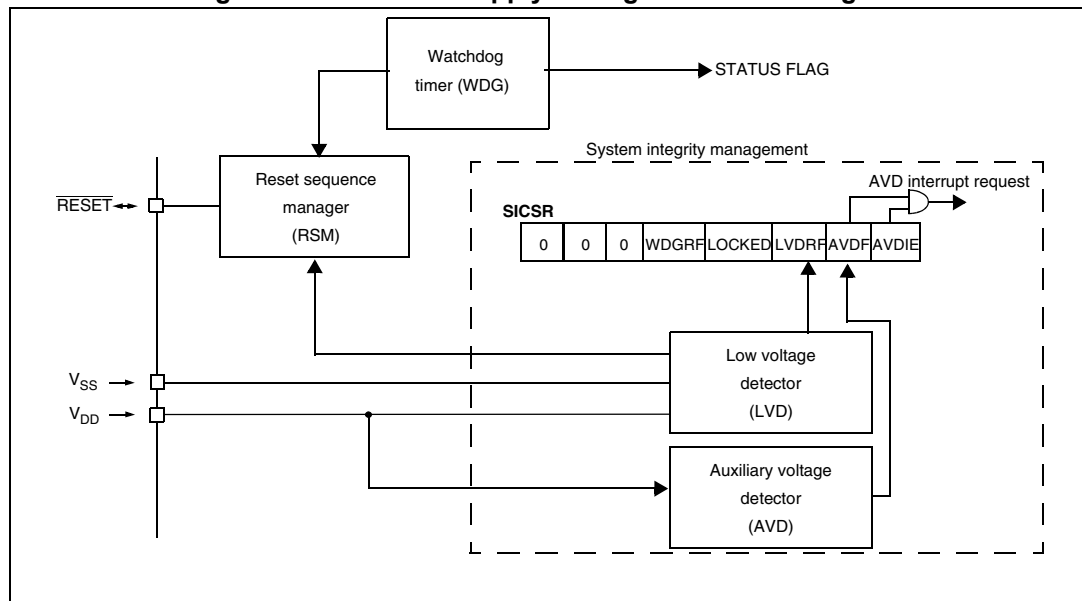 Watchdog
timer (WDG)
STATUS FLAG
System integrity management
Reset sequence
manager
(RSM)
AVD interrupt request
RESET
SICSR
0 0 0 WDGRF LOCKED LVDRF AVDF AVDIE
Low voltage
detector
(LVD)
VSS
VDD
Auxiliary voltage
detector
(AVD)